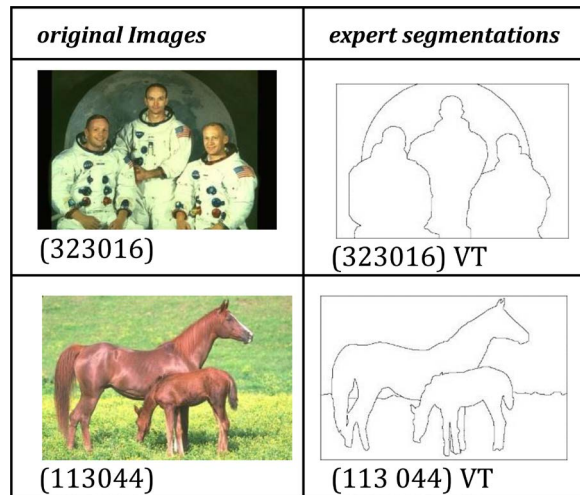 original Images
expert segmentations
(323016)
(323016) VT
(113044)
(113 044) VT